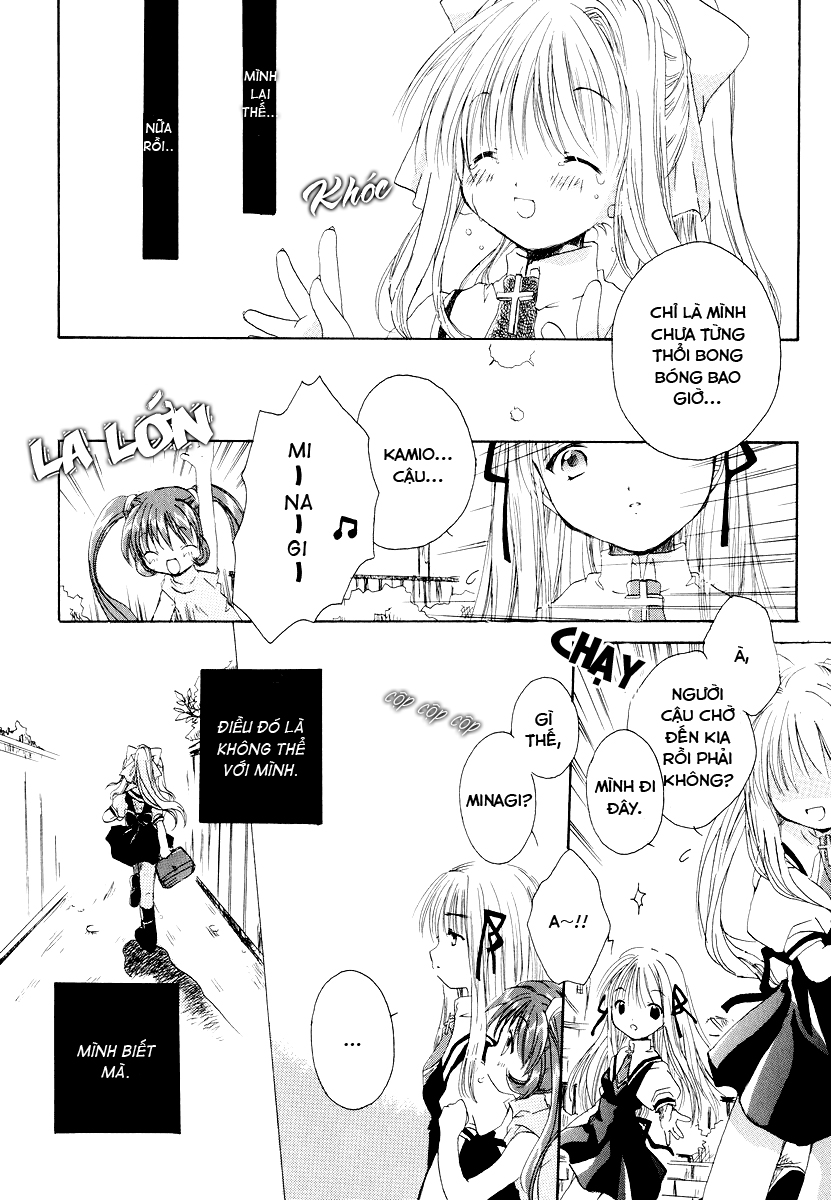 MÌNH
LẠI
THẾ...
NỮA
RỒI..
Khóc
CHỈ LÀ MÌNH
CHƯA TỪNG
THỔI BONG
BÓNG BAO
GIỜ...
KAMIO...
CẬU...
MI
NA
GI
LA LỚN
À,
NGƯỜI
CẬU CHỜ
ĐẾN KIA
RỒI PHẢI
KHÔNG?
MÌNH ĐI
ĐÂY.
CHẠY
CỘP CỘP CỘP
GÌ
THẾ,
MINAGI?
A~!!
...
ĐIỀU ĐÓ LÀ
KHÔNG THỂ
VỚI MÌNH.
MÌNH BIẾT
MÀ.